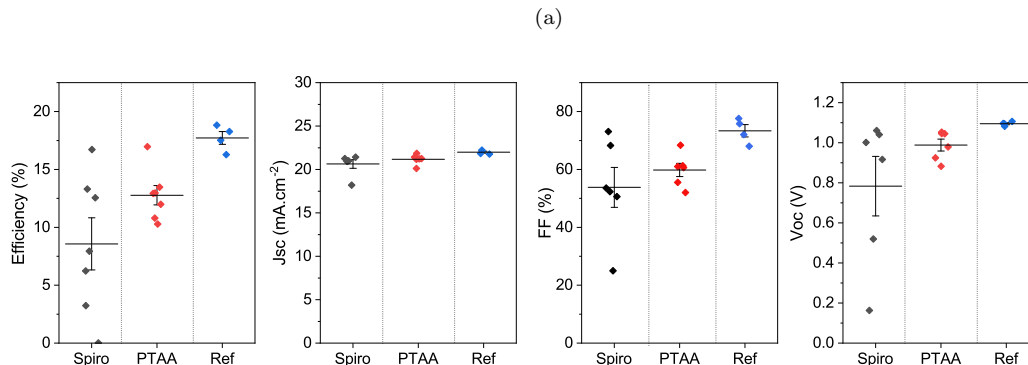 (a)
Efficiency (%)
20
15
10
5
0
Spiro PTAA Ref
Jsc (mA.cm⁻²)
30
25
20
15
10
5
0
Spiro PTAA Ref
FF (%)
80
60
40
20
0
Spiro PTAA Ref
Voc (V)
1.2
1.0
0.8
0.6
0.4
0.2
0.0
Spiro PTAA Ref